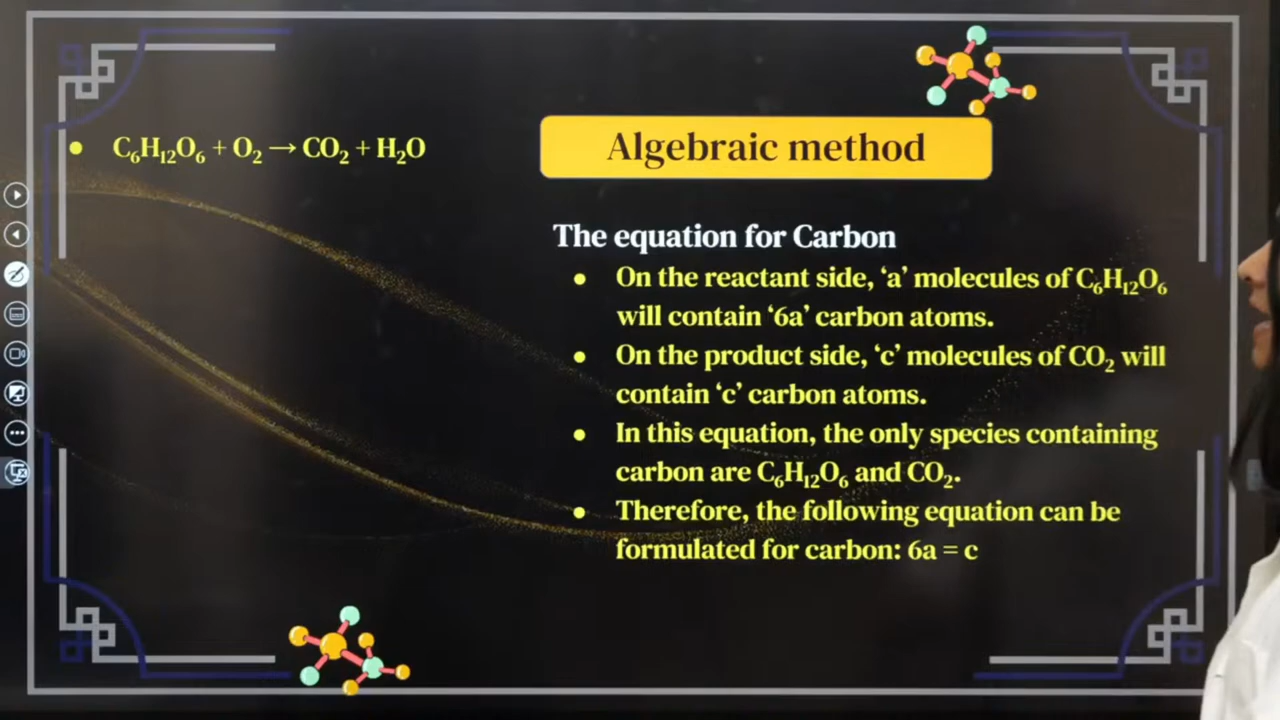 • C₆H₁₂O₆ + O₂ → CO₂ + H₂O
Algebraic method
The equation for Carbon
• On the reactant side, ‘a’ molecules of C₆H₁₂O₆
will contain ‘6a’ carbon atoms.
• On the product side, ‘c’ molecules of CO₂ will
contain ‘c’ carbon atoms.
• In this equation, the only species containing
carbon are C₆H₁₂O₆ and CO₂.
• Therefore, the following equation can be
formulated for carbon: 6a = c